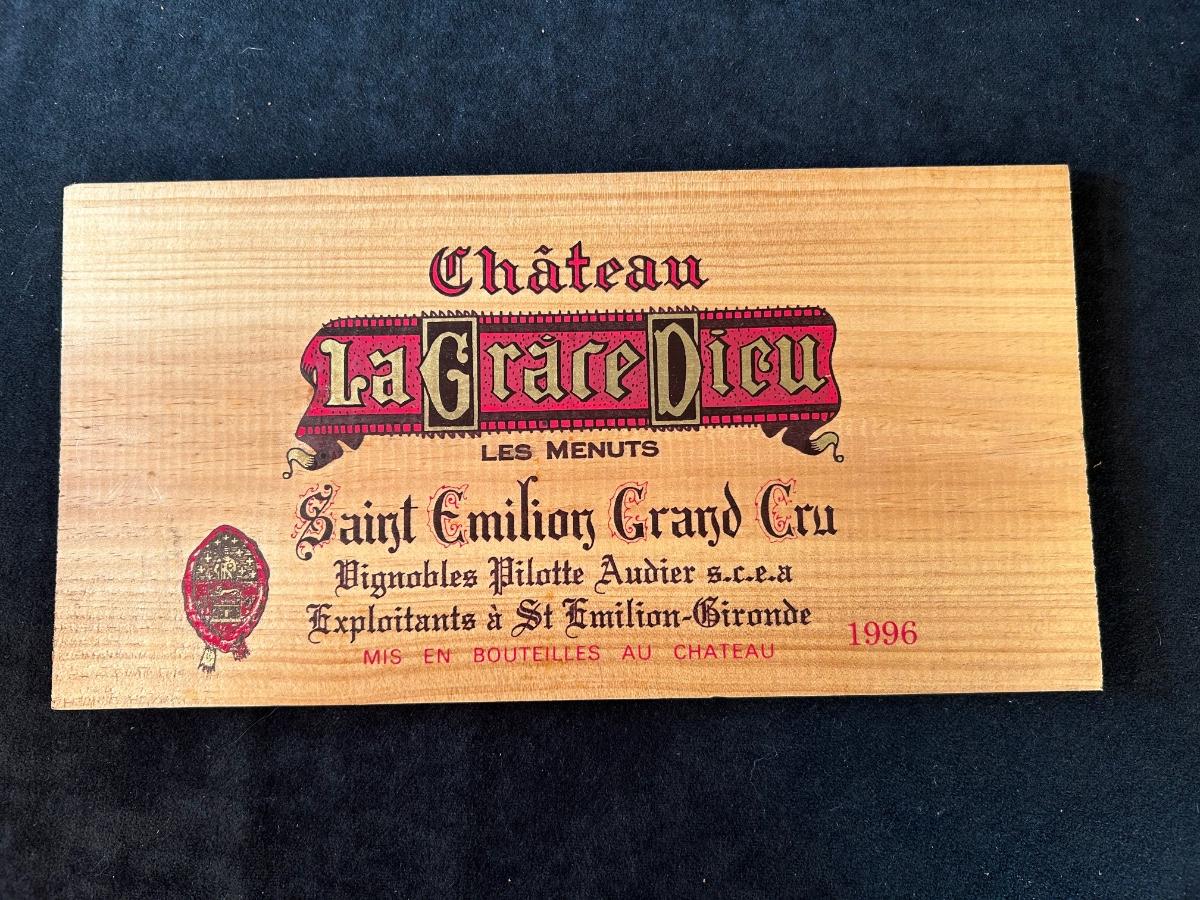 Château
La Grâce Dieu
LES MENUTS
Saint Emilion Grand Cru
Vignobles Pilotte Audier s.c.e.a
Exploitants à St Emilion-Gironde
MIS EN BOUTEILLES AU CHATEAU
1996